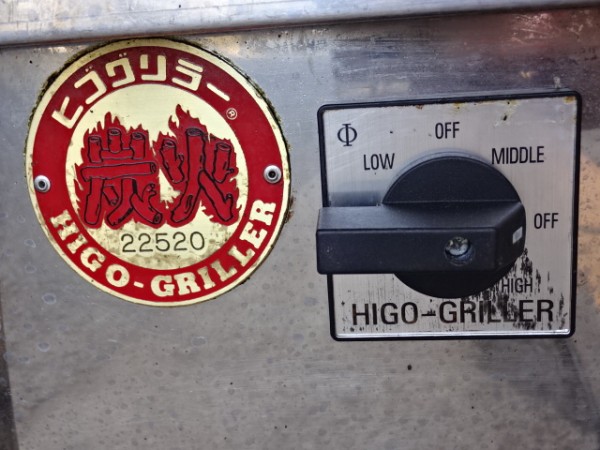 ヒゴグリラー®
炭火
22520
HIGO-GRILLER
Φ
OFF
LOW
MIDDLE
OFF
HIGH
HIGO-GRILLER